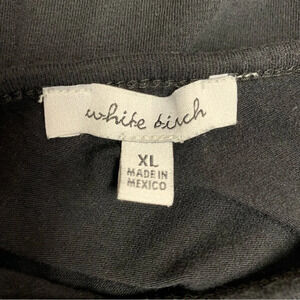 white birch
XL
MADE IN
MEXICO